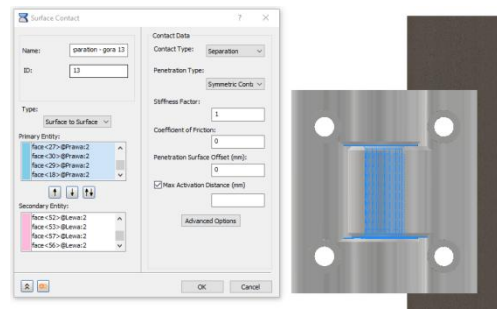 Surface Contact
? ×
Name:
paration - gora 13
ID:
13
Type:
Surface to Surface
Primary Entity:
face<27>@Prawa:2
face<30>@Prawa:2
face<29>@Prawa:2
face<18>@Prawa:2
Secondary Entity:
face<52>@Lewa:2
face<53>@Lewa:2
face<57>@Lewa:2
face<56>@Lewa:2
Contact Data
Contact Type:
Separation
Penetration Type:
Symmetric Conta
Stiffness Factor:
1
Coefficient of Friction:
0
Penetration Surface Offset (mm):
0
Max Activation Distance (mm)
Advanced Options
OK
Cancel